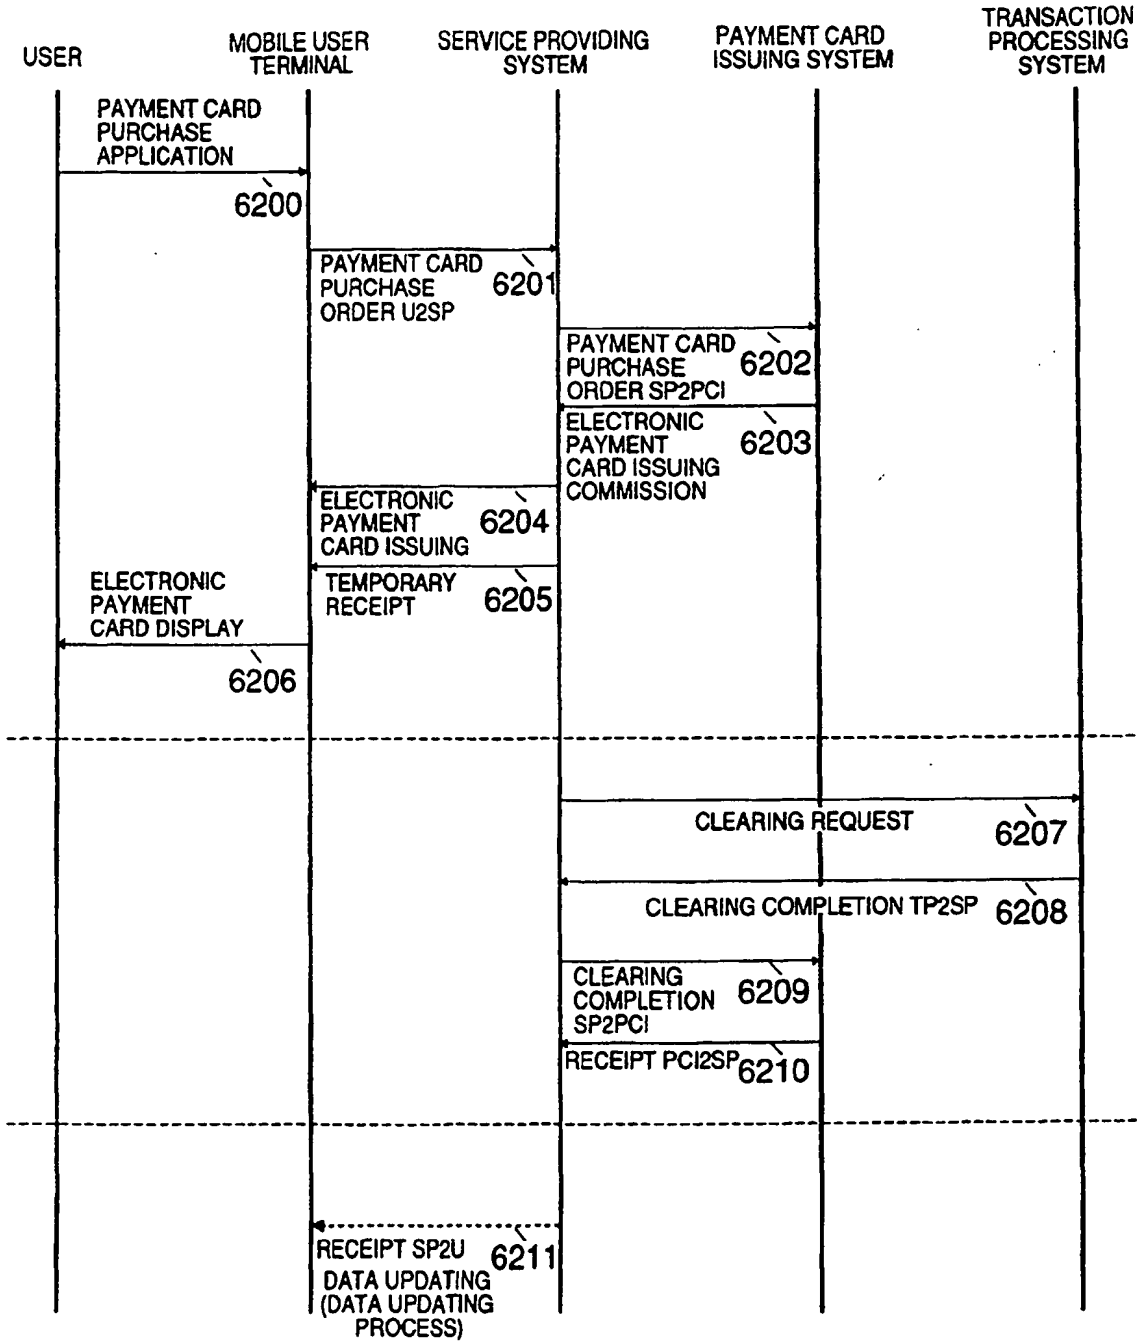 USER
MOBILE USER
TERMINAL
SERVICE PROVIDING
SYSTEM
PAYMENT CARD
ISSUING SYSTEM
TRANSACTION
PROCESSING
SYSTEM
PAYMENT CARD
PURCHASE
APPLICATION
6200
PAYMENT CARD
PURCHASE
ORDER U2SP
6201
PAYMENT CARD
PURCHASE
ORDER SP2PCI
6202
ELECTRONIC
PAYMENT
CARD ISSUING
COMMISSION
6203
ELECTRONIC
PAYMENT
CARD ISSUING
6204
TEMPORARY
RECEIPT
6205
ELECTRONIC
PAYMENT
CARD DISPLAY
6206
CLEARING REQUEST
6207
CLEARING COMPLETION TP2SP
6208
CLEARING
COMPLETION
SP2PCI
6209
RECEIPT PCI2SP
6210
RECEIPT SP2U
6211
DATA UPDATING
(DATA UPDATING
PROCESS)